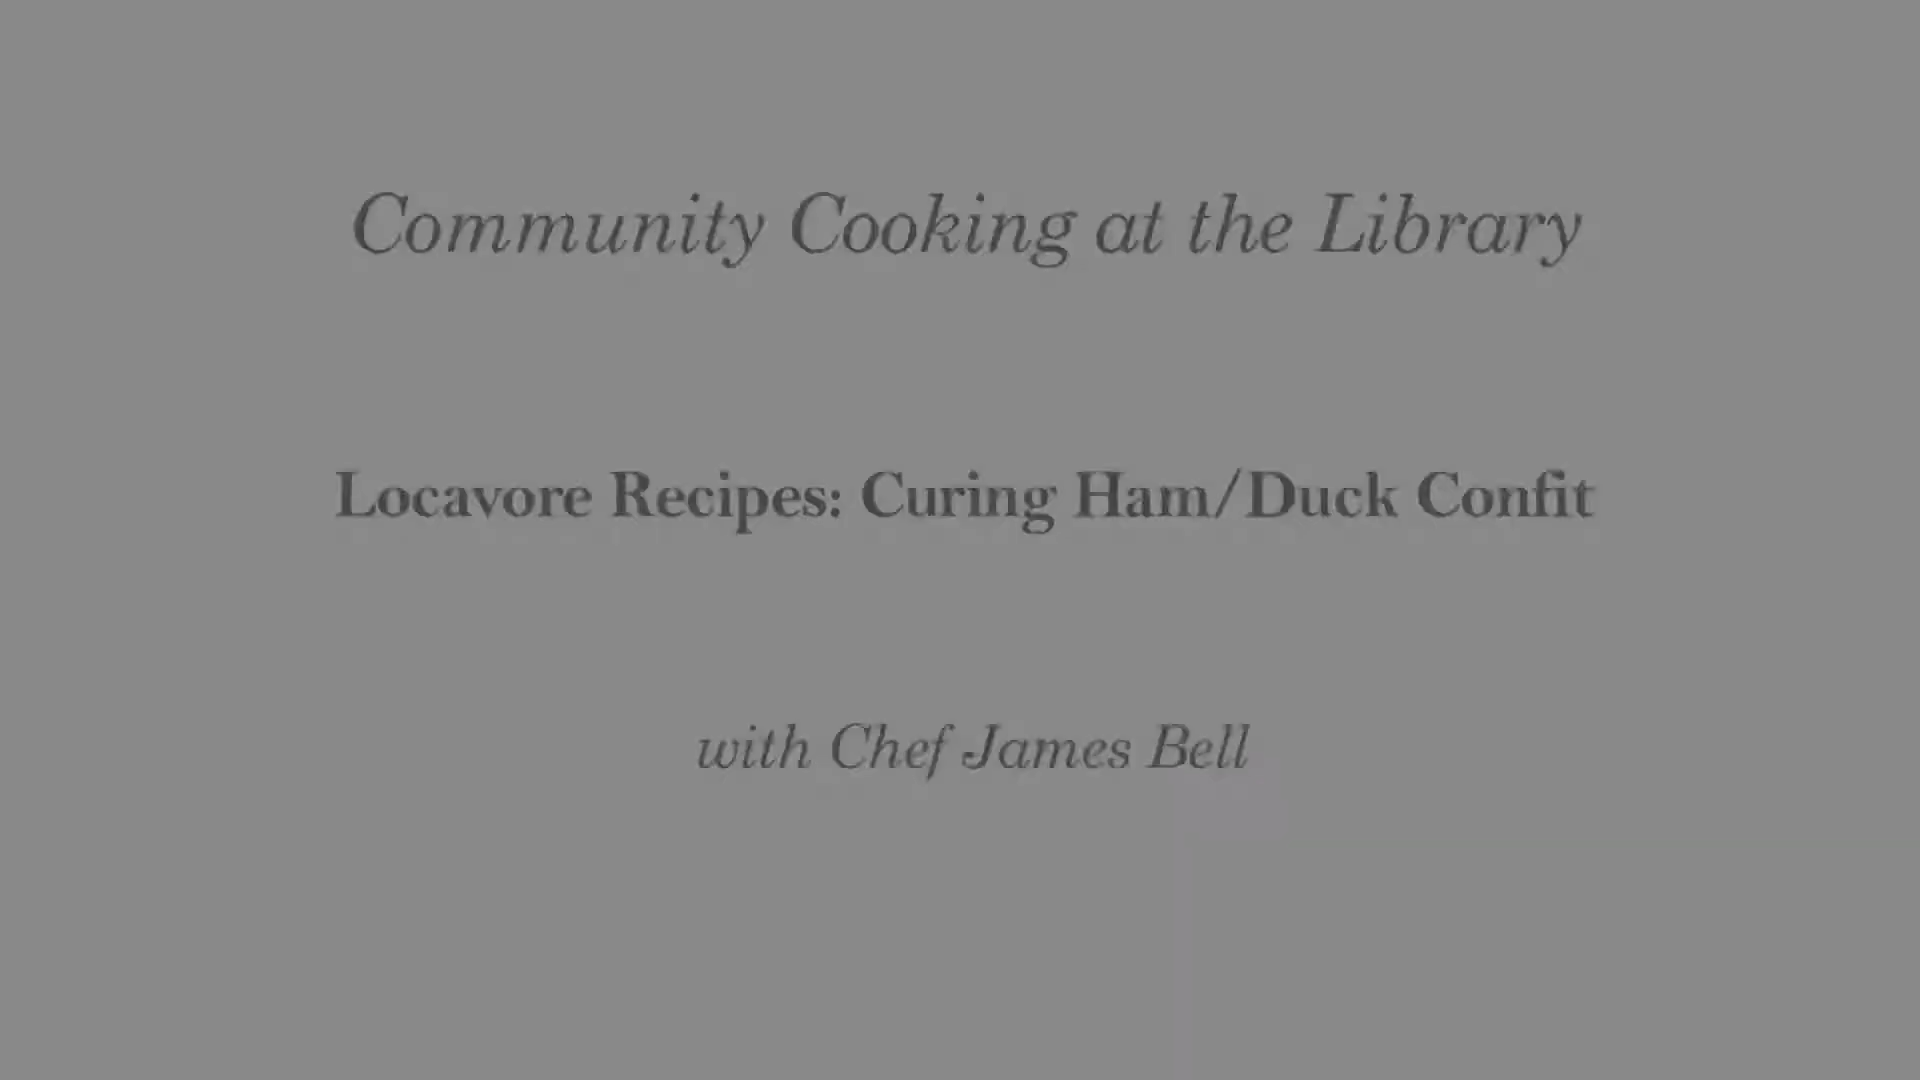 Community Cooking at the Library
Locavore Recipes: Curing Ham/Duck Confit
with Chef James Bell